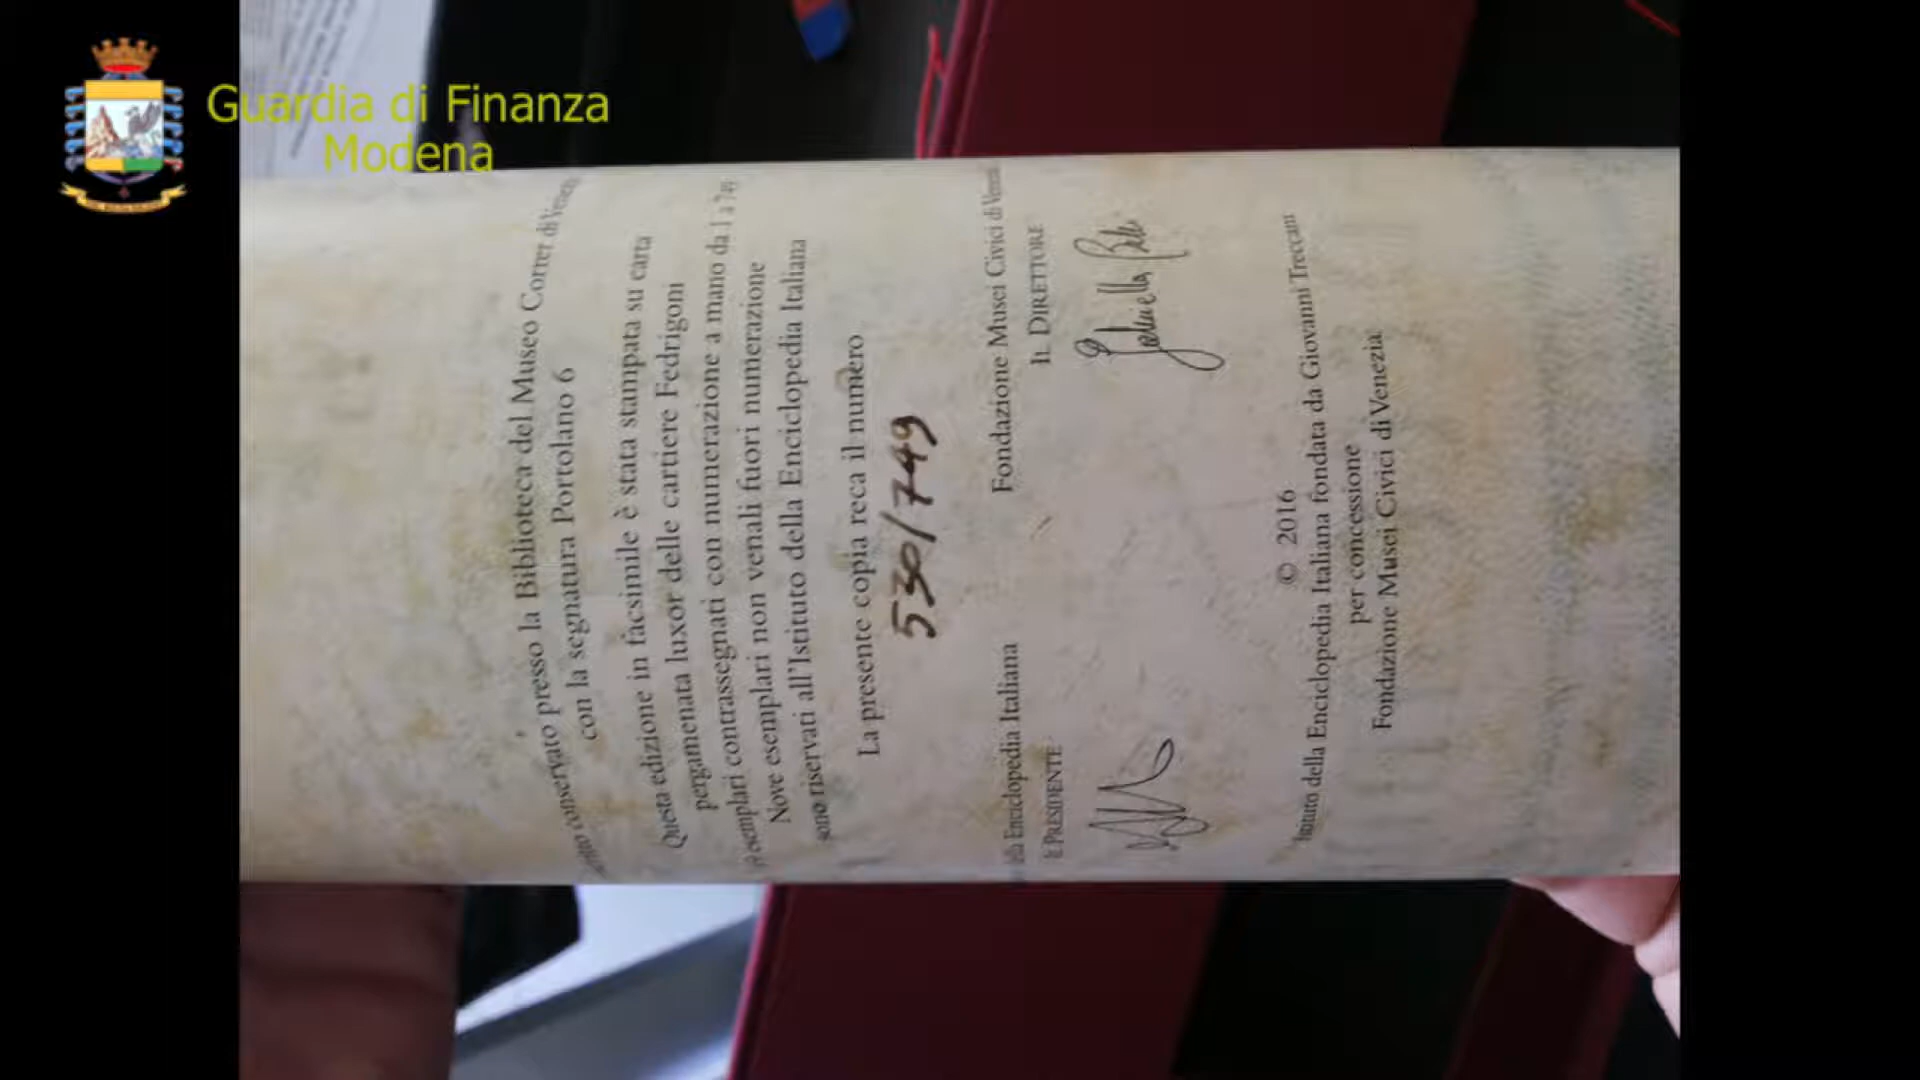 Guardia di Finanza
Modena
conservato presso la Biblioteca del Museo Correr di Venezia
con la segnatura Portolano 6
Questa edizione in facsimile è stata stampata su carta
pergamenata luxor delle cartiere Fedrigoni
esemplari contrassegnati con numerazione a mano da 1 a 749
Nove esemplari non venali fuori numerazione
sono riservati all'Istituto della Enciclopedia Italiana
La presente copia reca il numero
530/749
Enciclopedia Italiana
IL PRESIDENTE
Fondazione Musei Civici di Venezia
IL DIRETTORE
© 2016
Istituto della Enciclopedia Italiana fondata da Giovanni Treccani
per concessione
Fondazione Musei Civici di Venezia